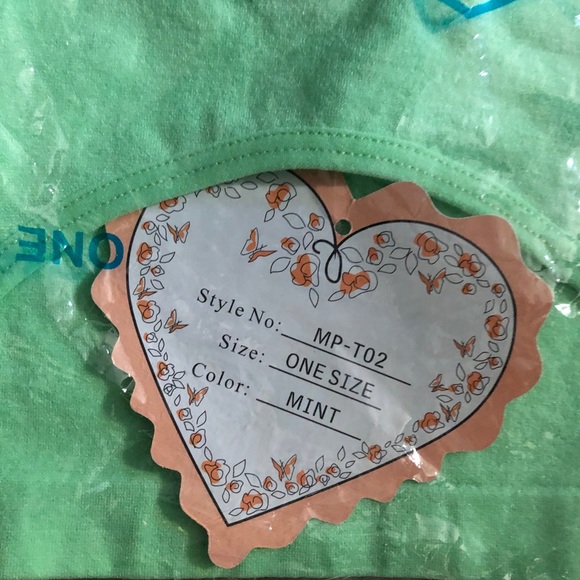 ONE
Style No: MP-T02
Size: ONE SIZE
Color: MINT